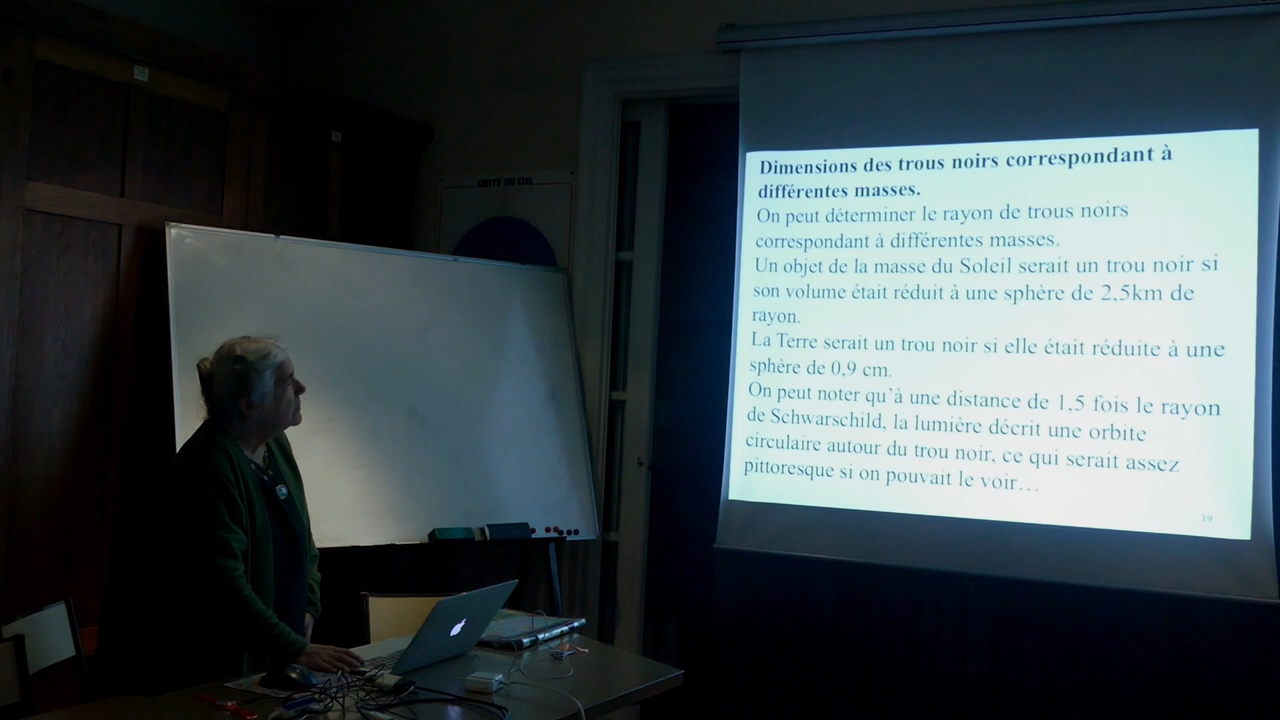 CARTE DU CIEL
Dimensions des trous noirs correspondant à
différentes masses.
On peut déterminer le rayon de trous noirs
correspondant à différentes masses.
Un objet de la masse du Soleil serait un trou noir si
son volume était réduit à une sphère de 2,5km de
rayon.
La Terre serait un trou noir si elle était réduite à une
sphère de 0,9 cm.
On peut noter qu'à une distance de 1,5 fois le rayon
de Schwarschild, la lumière décrit une orbite
circulaire autour du trou noir, ce qui serait assez
pittoresque si on pouvait le voir…
19